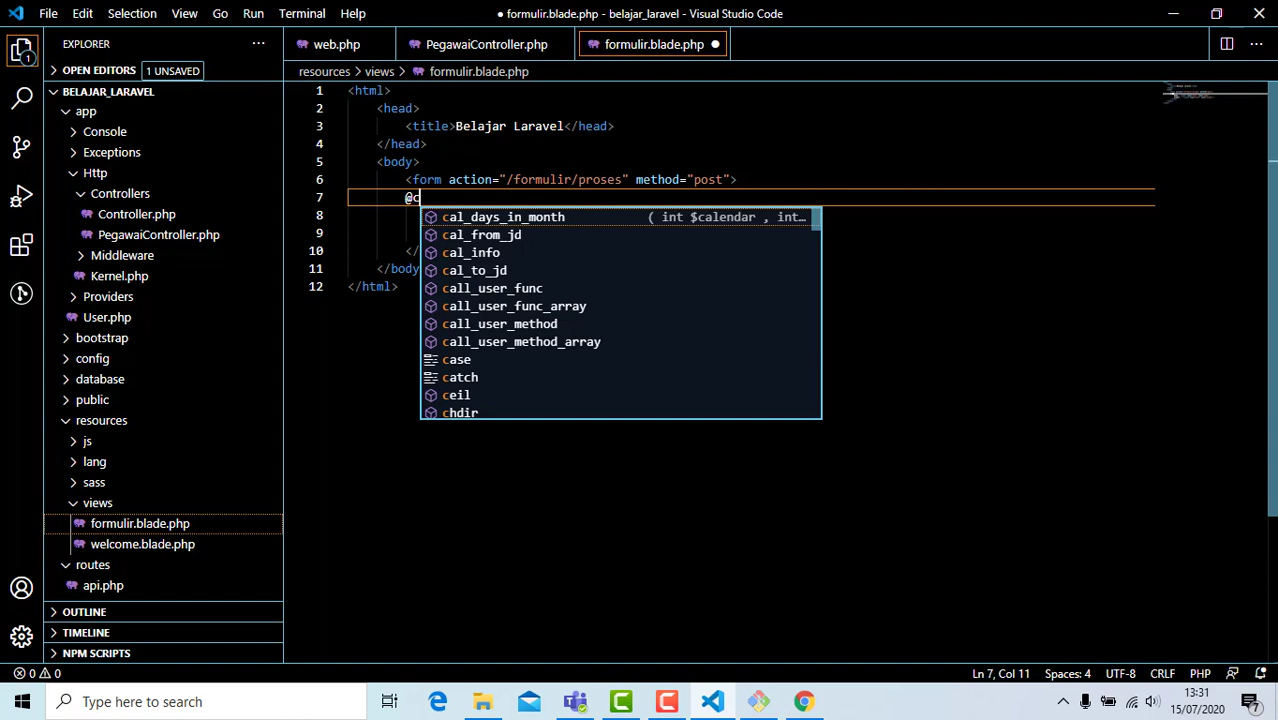 File Edit Selection View Go Run Terminal Help
● formulir.blade.php - belajar_laravel - Visual Studio Code
EXPLORER
web.php
PegawaiController.php
formulir.blade.php
OPEN EDITORS 1 UNSAVED
resources > views > formulir.blade.php
BELAJAR_LARAVEL
app
Console
Exceptions
Http
Controllers
Controller.php
PegawaiController.php
Middleware
Kernel.php
Providers
User.php
bootstrap
config
database
public
resources
js
lang
sass
views
formulir.blade.php
welcome.blade.php
routes
api.php
OUTLINE
TIMELINE
NPM SCRIPTS
1 <html>
2 <head>
3 <title>Belajar Laravel</head>
4 </head>
5 <body>
6 <form action="/formulir/proses" method="post">
7 @c
8
9
10 </
11 </body
12 </html>
cal_days_in_month ( int $calendar , int…
cal_from_jd
cal_info
cal_to_jd
call_user_func
call_user_func_array
call_user_method
call_user_method_array
case
catch
ceil
chdir
1
0 0
Ln 7, Col 11 Spaces: 4 UTF-8 CRLF PHP
Type here to search
13:31
15/07/2020
7